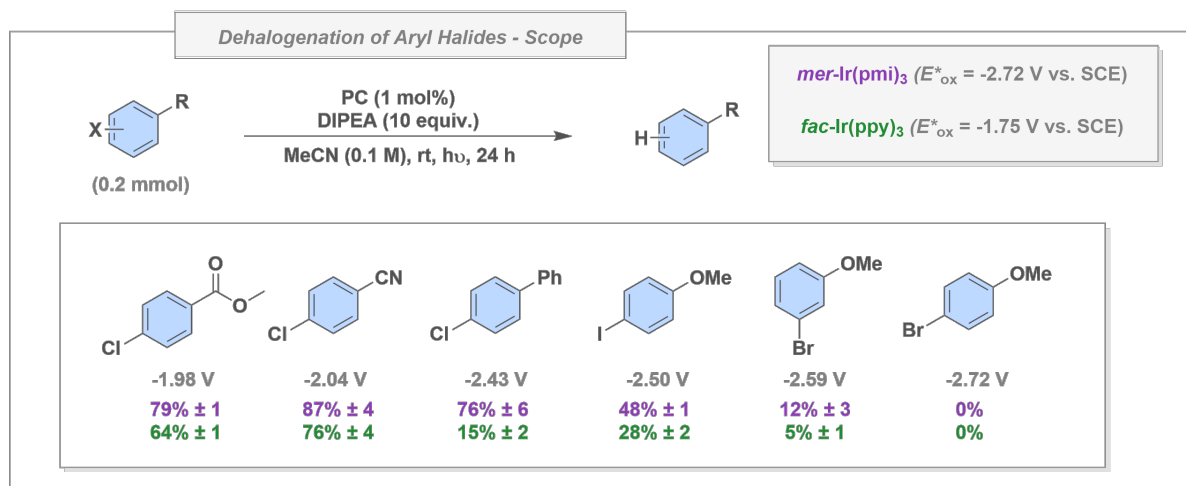 Dehalogenation of Aryl Halides - Scope
mer-Ir(pmi)3 (E*ox = -2.72 V vs. SCE)
fac-Ir(ppy)3 (E*ox = -1.75 V vs. SCE)
X
R
(0.2 mmol)
PC (1 mol%)
DIPEA (10 equiv.)
MeCN (0.1 M), rt, hυ, 24 h
H
R
O
O
Cl
CN
Cl
Ph
Cl
OMe
I
OMe
Br
OMe
Br
-1.98 V -2.04 V -2.43 V -2.50 V -2.59 V -2.72 V
79% ± 1 87% ± 4 76% ± 6 48% ± 1 12% ± 3 0%
64% ± 1 76% ± 4 15% ± 2 28% ± 2 5% ± 1 0%